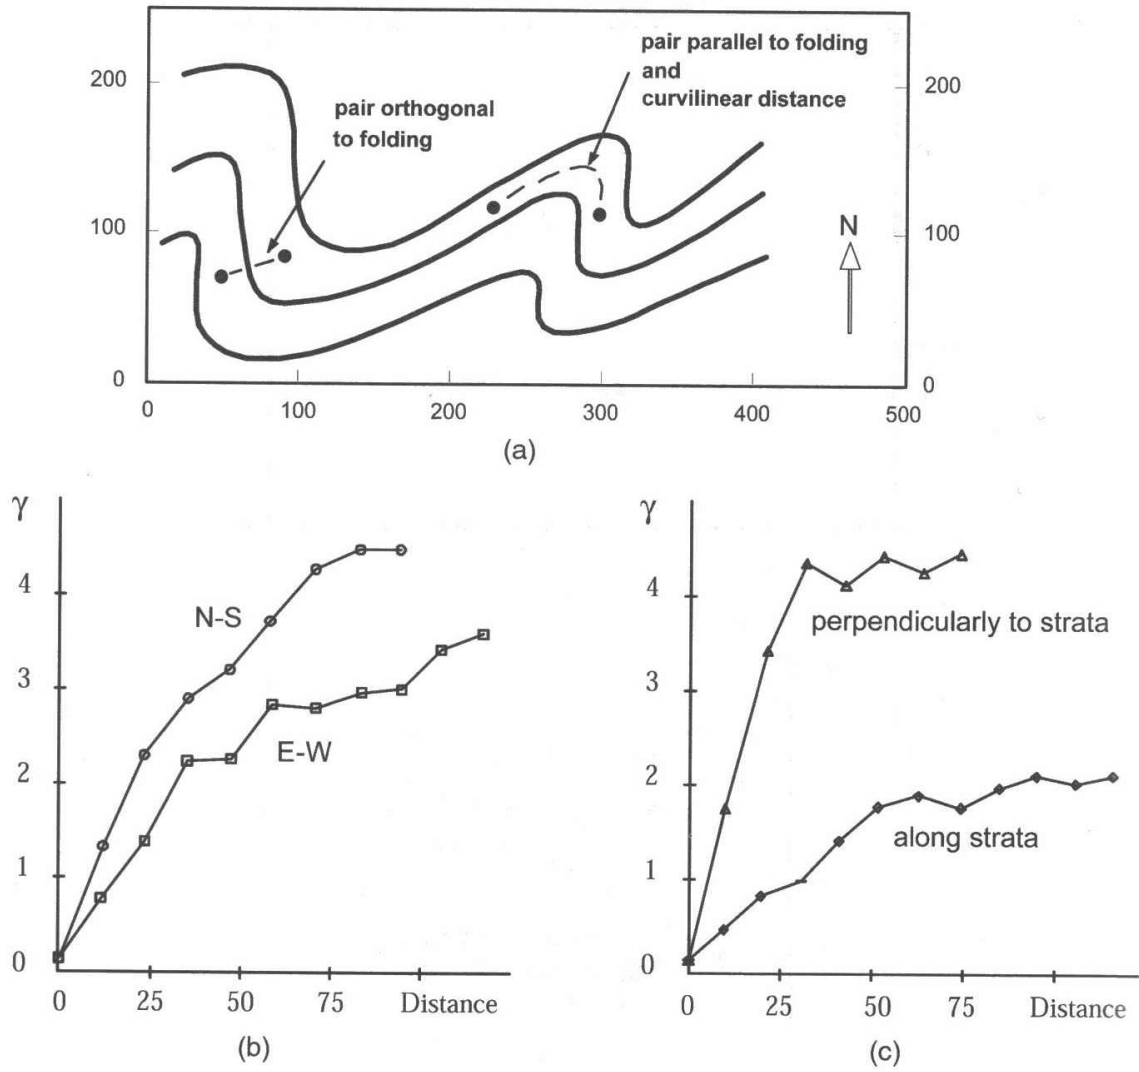 pair parallel to folding
and
curvilinear distance
200
200
pair orthogonal
to folding
100
100
N
0
0
0
100
200
300
400
500
(a)
γ
4
N-S
3
E-W
2
1
0
0
25
50
75
Distance
(b)
γ
4
perpendicularly to strata
3
2
along strata
1
0
0
25
50
75
Distance
(c)